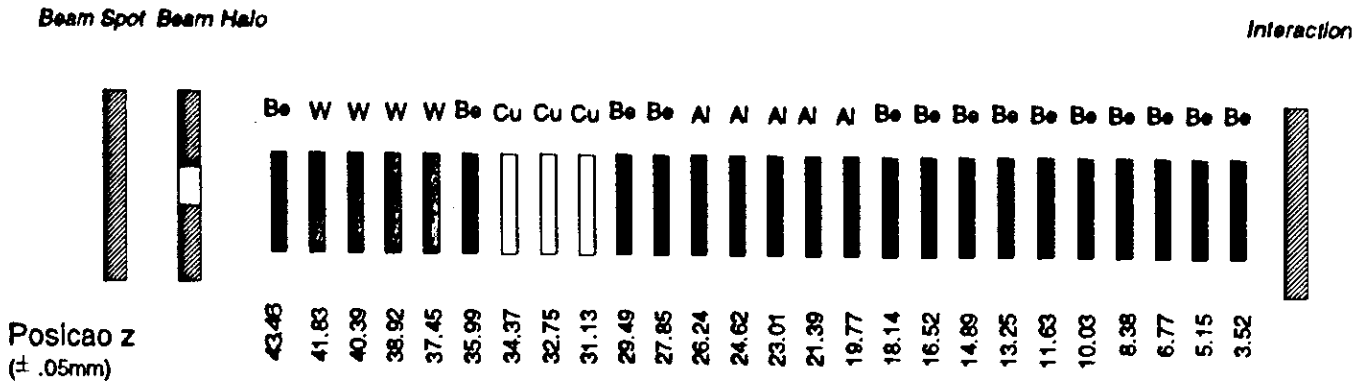 Beam Spot Beam Halo
Interaction
Be W W W W Be Cu Cu Cu Be Be Al Al Al Al Al Be Be Be Be Be Be Be Be Be Be
43.46 41.83 40.39 38.92 37.45 35.99 34.37 32.75 31.13 29.49 27.85 26.24 24.62 23.01 21.39 19.77 18.14 16.52 14.89 13.25 11.63 10.03 8.38 6.77 5.15 3.52
Posicao z
(± .05mm)